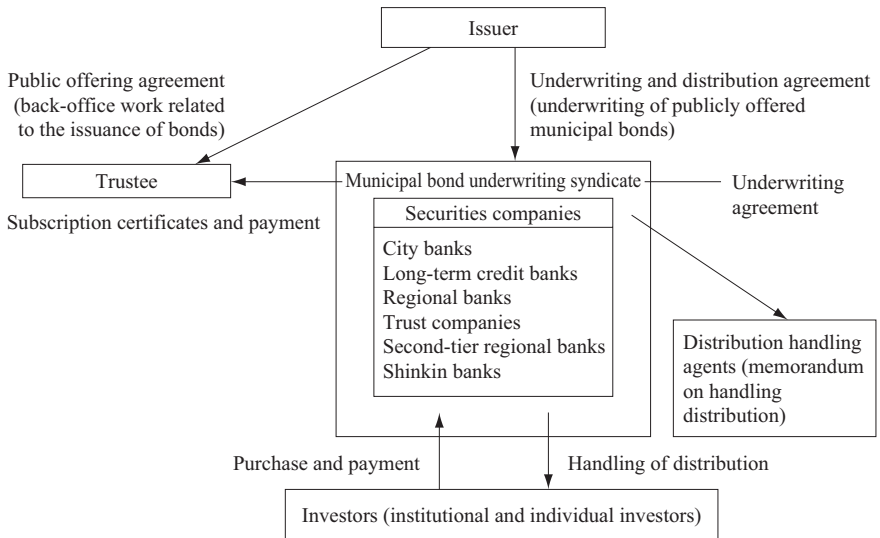 Issuer
Public offering agreement
(back-office work related
to the issuance of bonds)
Underwriting and distribution agreement
(underwriting of publicly offered
municipal bonds)
Trustee
Subscription certificates and payment
Municipal bond underwriting syndicate
Underwriting
agreement
Securities companies
City banks
Long-term credit banks
Regional banks
Trust companies
Second-tier regional banks
Shinkin banks
Distribution handling
agents (memorandum
on handling
distribution)
Purchase and payment
Handling of distribution
Investors (institutional and individual investors)